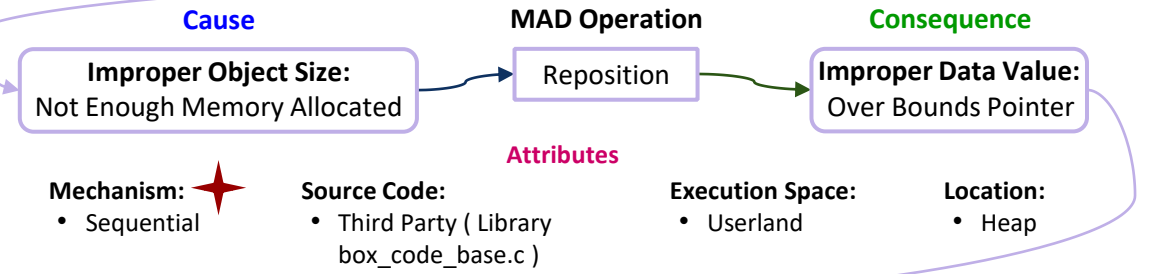 Cause
MAD Operation
Consequence
Improper Object Size:
Not Enough Memory Allocated
Reposition
Improper Data Value:
Over Bounds Pointer
Attributes
Mechanism:
• Sequential
Source Code:
• Third Party ( Library
box_code_base.c )
Execution Space:
• Userland
Location:
• Heap